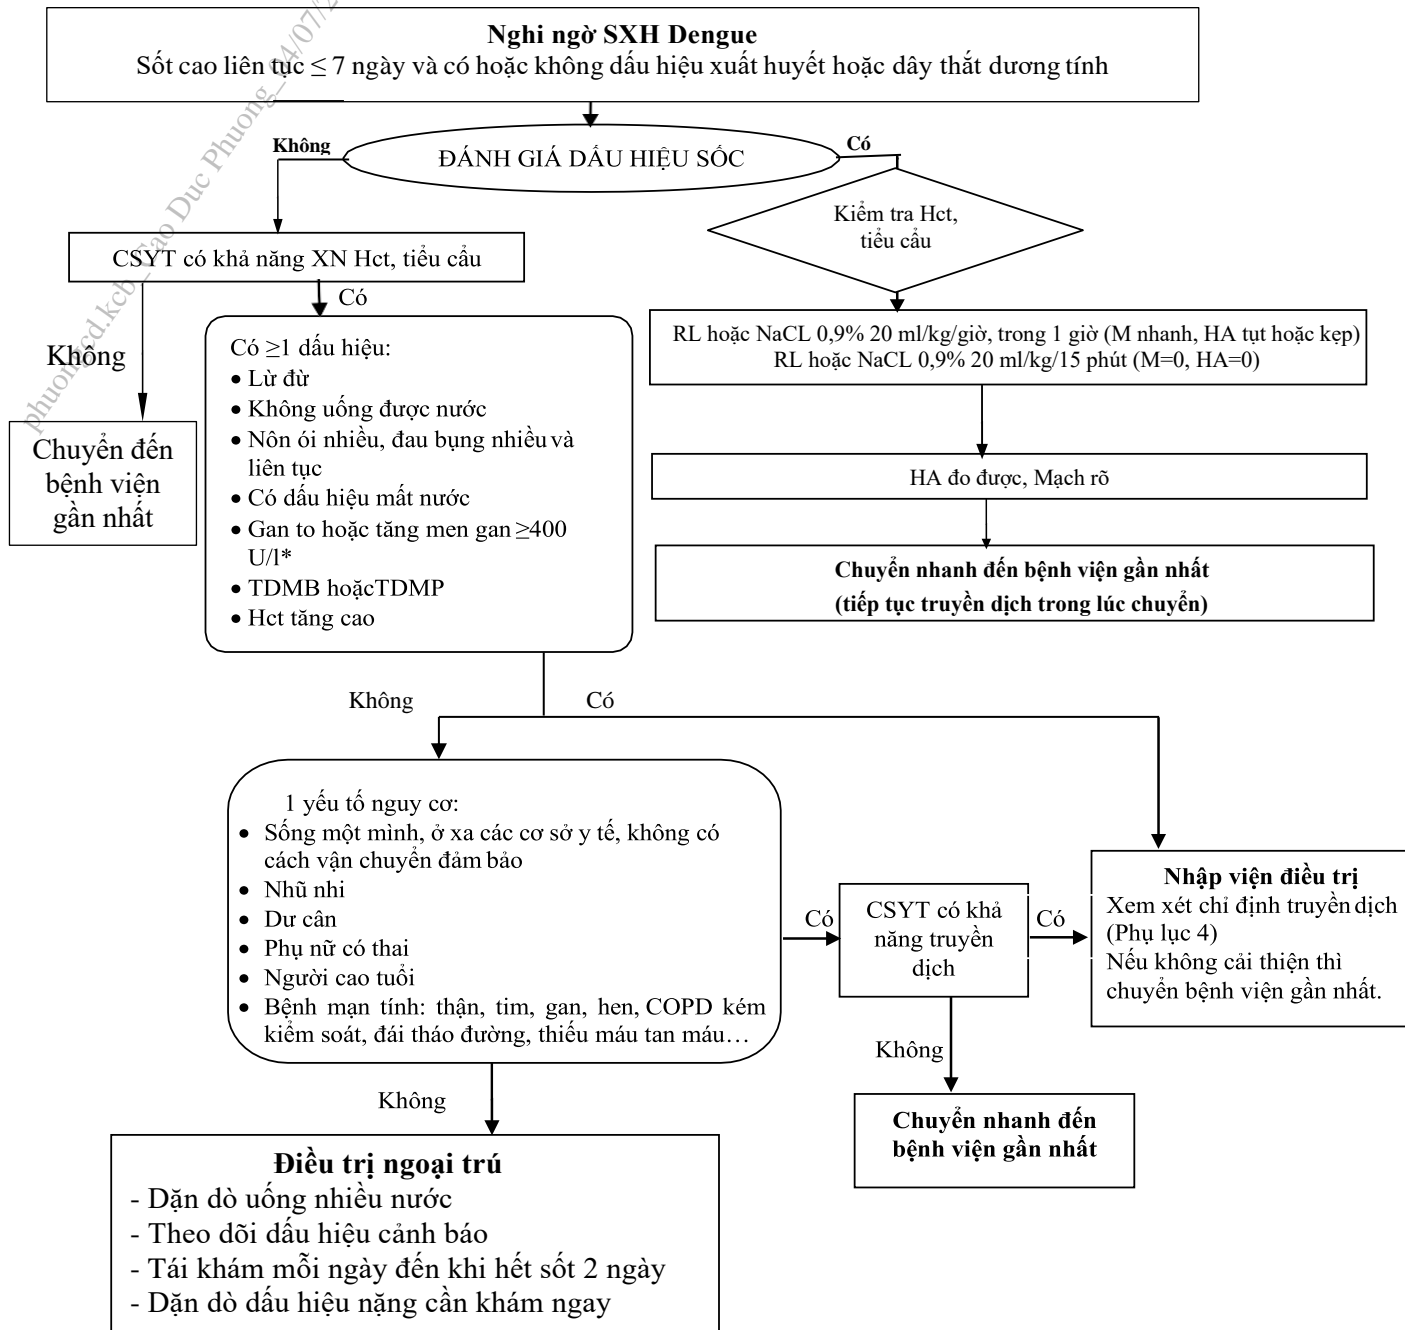 Nghi ngờ SXH Dengue
Sốt cao liên tục ≤ 7 ngày và có hoặc không dấu hiệu xuất huyết hoặc dây thắt dương tính
Không
ĐÁNH GIÁ DẤU HIỆU SỐC
Có
Kiểm tra Hct,
tiểu cầu
CSYT có khả năng XN Hct, tiểu cầu
Có
Không
RL hoặc NaCL 0,9% 20 ml/kg/giờ, trong 1 giờ (M nhanh, HA tụt hoặc kẹp)
RL hoặc NaCL 0,9% 20 ml/kg/15 phút (M=0, HA=0)
Có ≥1 dấu hiệu:
• Lừ đừ
• Không uống được nước
• Nôn ói nhiều, đau bụng nhiều và
liên tục
• Có dấu hiệu mất nước
• Gan to hoặc tăng men gan ≥400
U/l*
• TDMB hoặcTDMP
• Hct tăng cao
Chuyển đến
bệnh viện
gần nhất
HA đo được, Mạch rõ
Chuyển nhanh đến bệnh viện gần nhất
(tiếp tục truyền dịch trong lúc chuyển)
Không
Có
1 yếu tố nguy cơ:
• Sống một mình, ở xa các cơ sở y tế, không có
cách vận chuyển đảm bảo
• Nhũ nhi
• Dư cân
• Phụ nữ có thai
• Người cao tuổi
• Bệnh mạn tính: thận, tim, gan, hen, COPD kém
kiểm soát, đái tháo đường, thiếu máu tan máu…
Có
CSYT có khả
năng truyền
dịch
Có
Nhập viện điều trị
Xem xét chỉ định truyền dịch
(Phụ lục 4)
Nếu không cải thiện thì
chuyển bệnh viện gần nhất.
Không
Chuyển nhanh đến
bệnh viện gần nhất
Không
Điều trị ngoại trú
- Dặn dò uống nhiều nước
- Theo dõi dấu hiệu cảnh báo
- Tái khám mỗi ngày đến khi hết sốt 2 ngày
- Dặn dò dấu hiệu nặng cần khám ngay